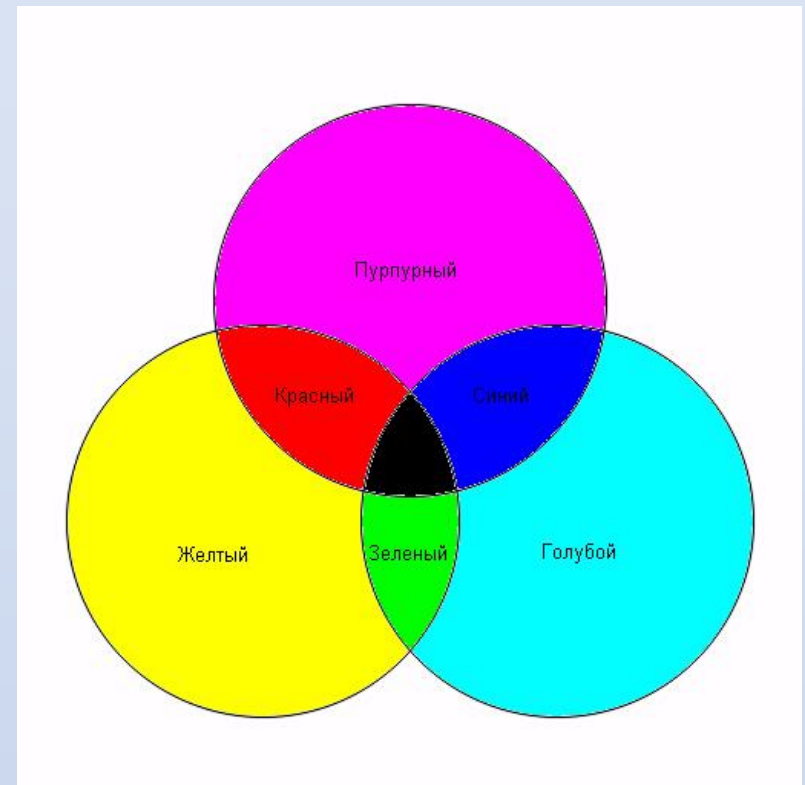 Пурпурный
Красный
Синий
Желтый
Зеленый
Голубой